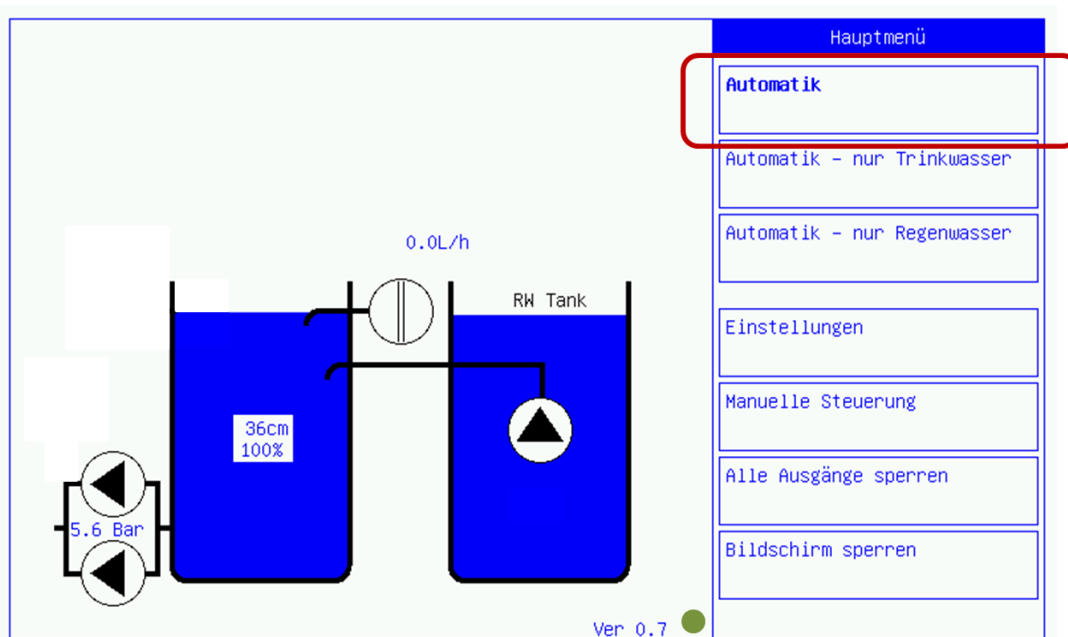 Hauptmenü
Automatik
Automatik - nur Trinkwasser
Automatik - nur Regenwasser
Einstellungen
Manuelle Steuerung
Alle Ausgänge sperren
Bildschirm sperren
0.0L/h
RW Tank
36cm
100%
5.6 Bar
Ver 0.7